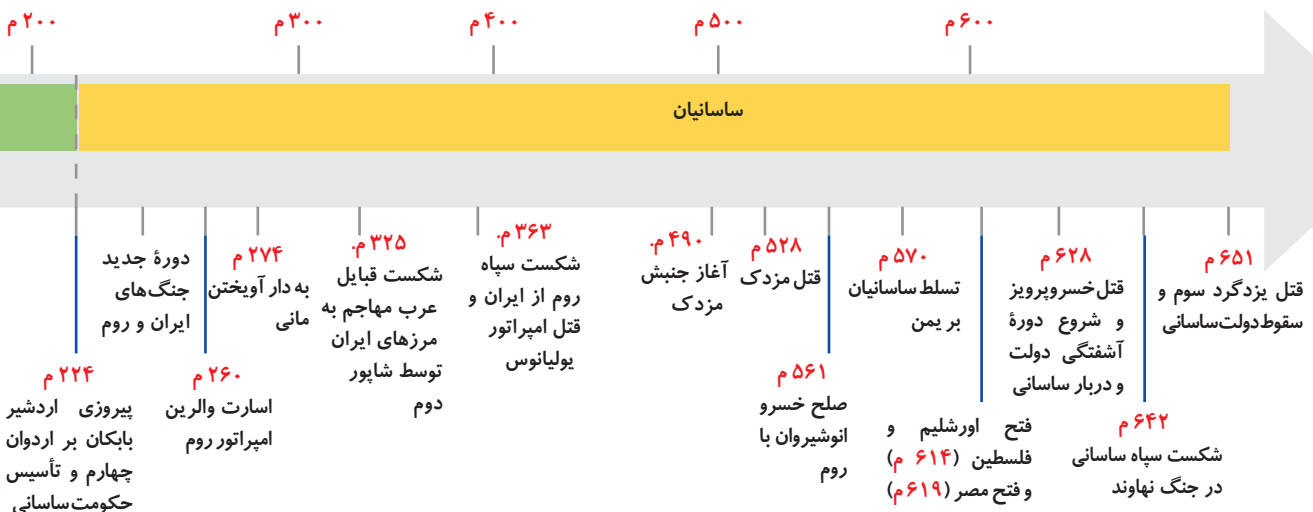 ۲۰۰ م
۳۰۰ م
۴۰۰ م
۵۰۰ م
۶۰۰ م
ساسانیان
۲۲۴ م
پیروزی اردشیر
بابکان بر اردوان
چهارم و تأسیس
حکومت‌ساسانی
دورهٔ جدید
جنگ‌های
ایران و روم
۲۶۰ م
اسارت والرین
امپراتور روم
۲۷۴ م
به دار آویختن
مانی
۳۲۵ م.
شکست قبایل
عرب مهاجم به
مرزهای ایران
توسط شاپور
دوم
۳۶۳ م.
شکست سپاه
روم از ایران و
قتل امپراتور
یولیانوس
۴۹۰ م.
آغاز جنبش
مزدک
۵۲۸ م
قتل مزدک
۵۶۱ م
صلح خسرو
انوشیروان با
روم
۵۷۰ م
تسلط ساسانیان
بر یمن
فتح اورشلیم و
فلسطین (۶۱۴ م)
و فتح مصر (۶۱۹ م)
۶۲۸ م
قتل‌خسروپرویز
و شروع دورهٔ
آشفتگی دولت
و دربار ساسانی
۶۴۲ م
شکست سپاه ساسانی
در جنگ نهاوند
۶۵۱ م
قتل یزدگرد سوم و
سقوط‌دولت‌ساسانی